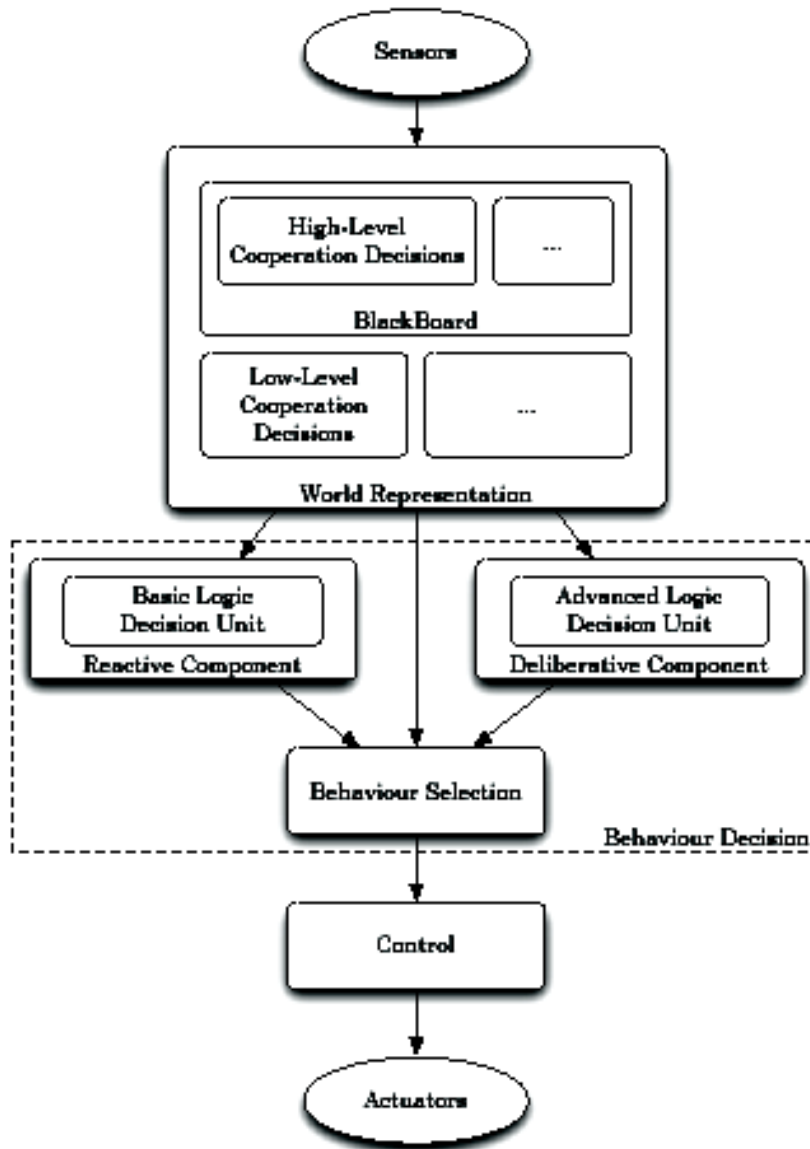 Sensors
High-Level
Cooperation Decisions
...
BlackBoard
Low-Level
Cooperation
Decisions
...
World Representation
Basic Logic
Decision Unit
Reactive Component
Advanced Logic
Decision Unit
Deliberative Component
Behaviour Selection
Behaviour Decision
Control
Actuators